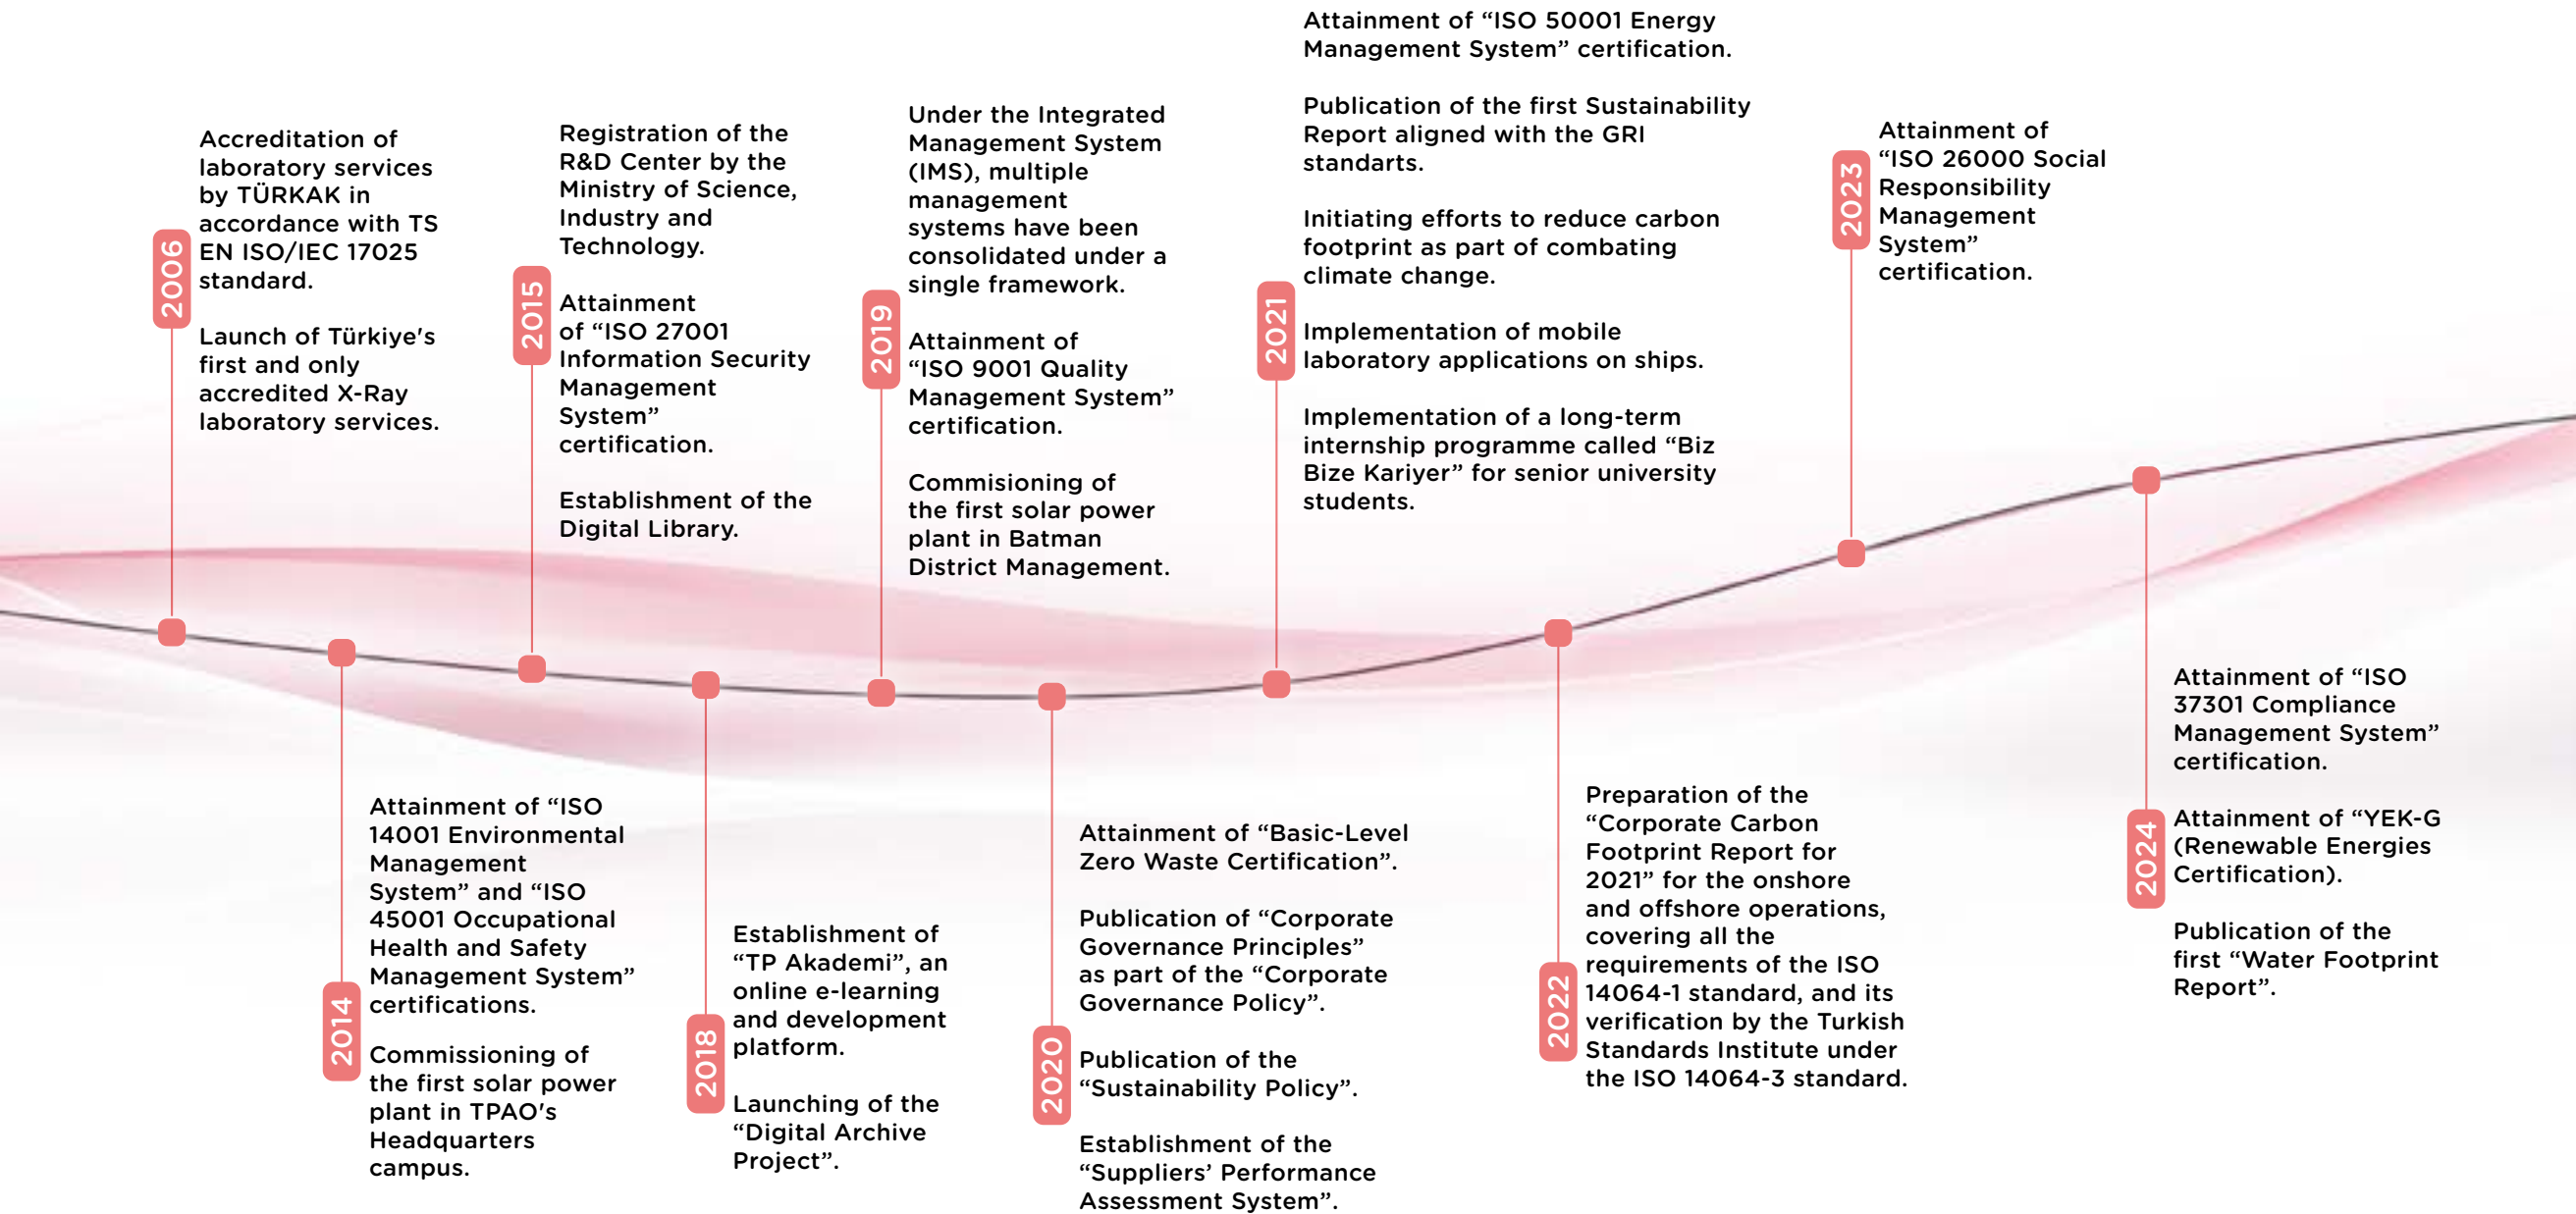 2006
Accreditation of
laboratory services
by TÜRKAK in
accordance with TS
EN ISO/IEC 17025
standard.
Launch of Türkiye's
first and only
accredited X-Ray
laboratory services.
2014
Attainment of “ISO
14001 Environmental
Management
System” and “ISO
45001 Occupational
Health and Safety
Management System”
certifications.
Commissioning of
the first solar power
plant in TPAO's
Headquarters
campus.
2015
Registration of the
R&D Center by the
Ministry of Science,
Industry and
Technology.
Attainment
of “ISO 27001
Information Security
Management
System”
certification.
Establishment of the
Digital Library.
2018
Establishment of
“TP Akademi”, an
online e-learning
and development
platform.
Launching of the
“Digital Archive
Project”.
2019
Under the Integrated
Management System
(IMS), multiple
management
systems have been
consolidated under a
single framework.
Attainment of
“ISO 9001 Quality
Management System”
certification.
Commisioning of
the first solar power
plant in Batman
District Management.
2020
Attainment of “Basic-Level
Zero Waste Certification”.
Publication of “Corporate
Governance Principles”
as part of the “Corporate
Governance Policy”.
Publication of the
“Sustainability Policy”.
Establishment of the
“Suppliers’ Performance
Assessment System”.
2021
Attainment of “ISO 50001 Energy
Management System” certification.
Publication of the first Sustainability
Report aligned with the GRI
standarts.
Initiating efforts to reduce carbon
footprint as part of combating
climate change.
Implementation of mobile
laboratory applications on ships.
Implementation of a long-term
internship programme called “Biz
Bize Kariyer” for senior university
students.
2022
Preparation of the
“Corporate Carbon
Footprint Report for
2021” for the onshore
and offshore operations,
covering all the
requirements of the ISO
14064-1 standard, and its
verification by the Turkish
Standards Institute under
the ISO 14064-3 standard.
2023
Attainment of
“ISO 26000 Social
Responsibility
Management
System”
certification.
2024
Attainment of “ISO
37301 Compliance
Management System”
certification.
Attainment of “YEK-G
(Renewable Energies
Certification).
Publication of the
first “Water Footprint
Report”.